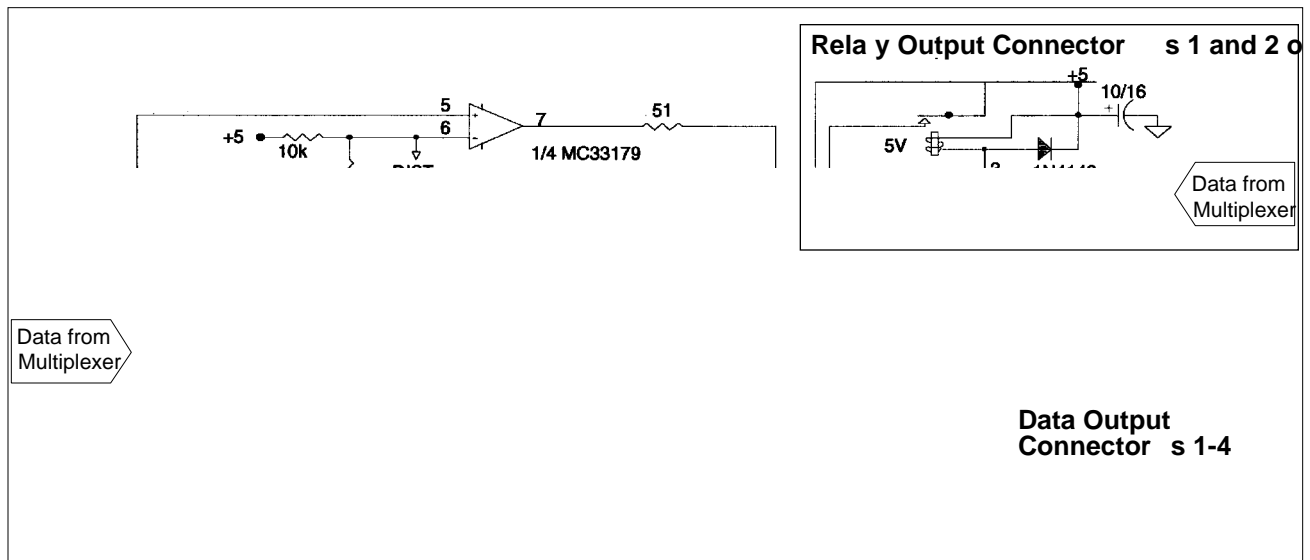 Rela y Output Connector s 1 and 2 o
+5
10/16
5
7
51
+5
6
10k
1/4 MC33179
5V
Data from
Multiplexer
Data from
Multiplexer
Data Output
Connector s 1-4